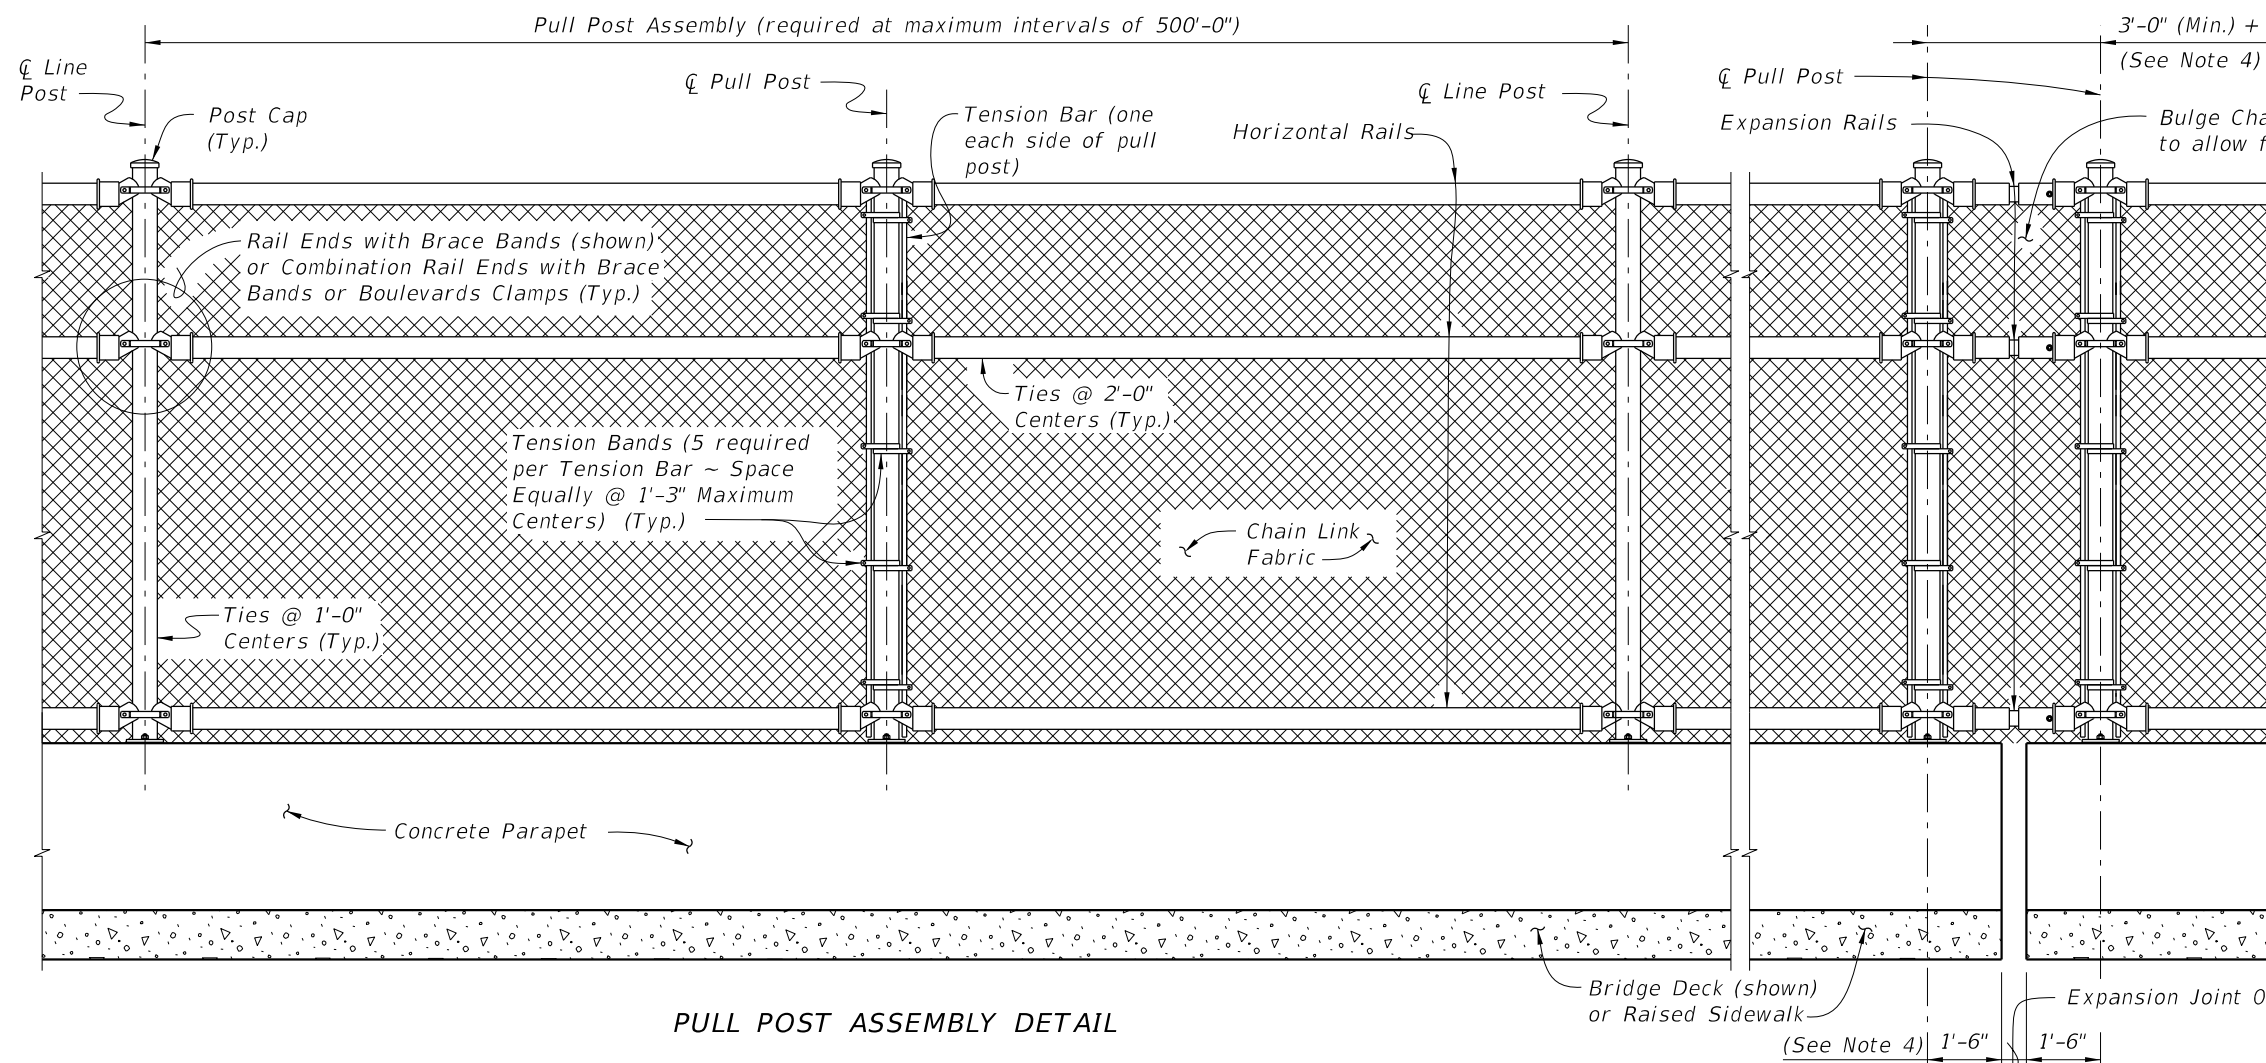 Pull Post Assembly (required at maximum intervals of 500'-0")
3'-0" (Min.) +
(See Note 4)
℄ Line
Post
Post Cap
(Typ.)
℄ Pull Post
Tension Bar (one
each side of pull
post)
Horizontal Rails
℄ Line Post
℄ Pull Post
Expansion Rails
Bulge Cha
to allow f
Rail Ends with Brace Bands (shown)
or Combination Rail Ends with Brace
Bands or Boulevards Clamps (Typ.)
Ties @ 2'-0"
Centers (Typ.)
Tension Bands (5 required
per Tension Bar ~ Space
Equally @ 1'-3" Maximum
Centers) (Typ.)
Chain Link
Fabric
Ties @ 1'-0"
Centers (Typ.)
Concrete Parapet
Bridge Deck (shown)
or Raised Sidewalk
Expansion Joint O
PULL POST ASSEMBLY DETAIL
(See Note 4)
1'-6"
1'-6"